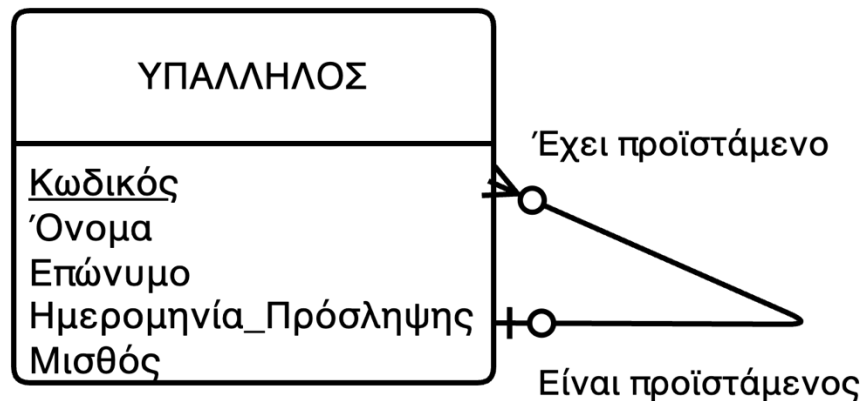 ΥΠΑΛΛΗΛΟΣ
Έχει προϊστάμενο
Κωδικός
Όνομα
Επώνυμο
Ημερομηνία_Πρόσληψης
Μισθός
Είναι προϊστάμενος